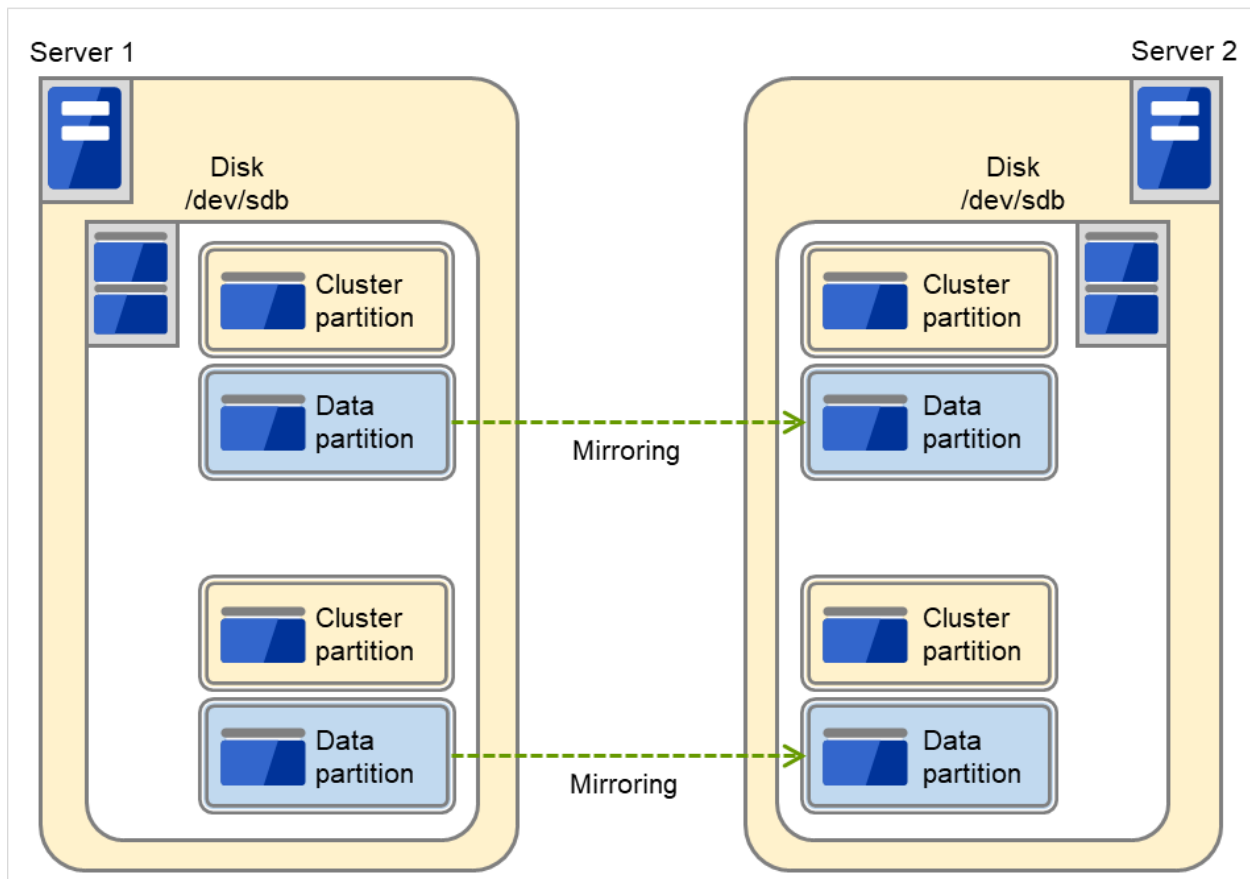 Server 1
Server 2
Disk
/dev/sdb
Disk
/dev/sdb
Cluster
partition
Cluster
partition
Data
partition
Mirroring
Data
partition
Cluster
partition
Cluster
partition
Data
partition
Mirroring
Data
partition